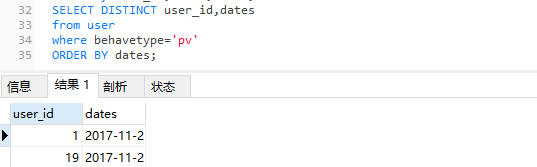 32 SELECT DISTINCT user_id,dates
33 from user
34 where behavetype='pv'
35 ORDER BY dates;
信息 结果 1 剖析 状态
user_id dates
1 2017-11-2
19 2017-11-2